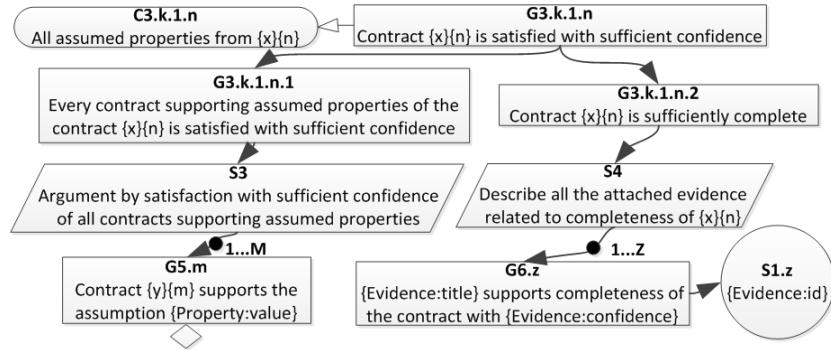 C3.k.1.n
All assumed properties from {x}{n}
G3.k.1.n
Contract {x}{n} is satisfied with sufficient confidence
G3.k.1.n.1
Every contract supporting assumed properties of the
contract {x}{n} is satisfied with sufficient confidence
G3.k.1.n.2
Contract {x}{n} is sufficiently complete
S3
Argument by satisfaction with sufficient confidence
of all contracts supporting assumed properties
S4
Describe all the attached evidence
related to completeness of {x}{n}
1...M
1...Z
G5.m
Contract {y}{m} supports the
assumption {Property:value}
G6.z
{Evidence:title} supports completeness of
the contract with {Evidence:confidence}
S1.z
{Evidence:id}